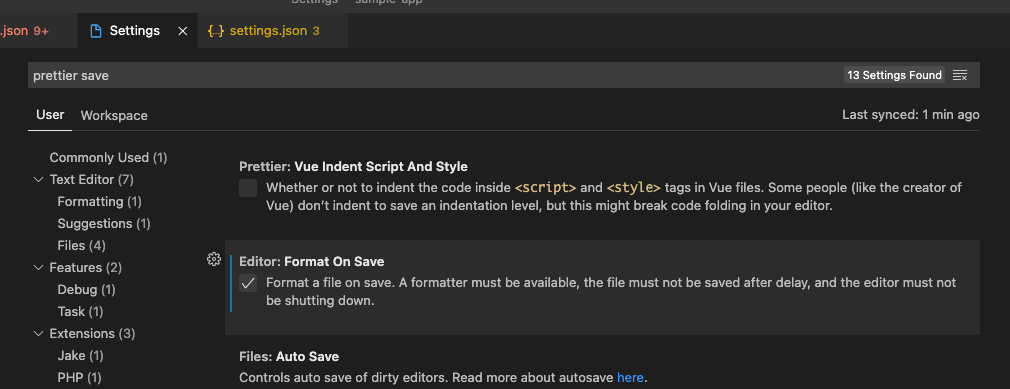 Settings — sample-app
.json 9+
Settings
{..} settings.json 3
prettier save
13 Settings Found
User
Workspace
Last synced: 1 min ago
Commonly Used (1)
Text Editor (7)
Formatting (1)
Suggestions (1)
Files (4)
Features (2)
Debug (1)
Task (1)
Extensions (3)
Jake (1)
PHP (1)
Prettier: Vue Indent Script And Style
Whether or not to indent the code inside <script> and <style> tags in Vue files. Some people (like the creator of
Vue) don't indent to save an indentation level, but this might break code folding in your editor.
Editor: Format On Save
Format a file on save. A formatter must be available, the file must not be saved after delay, and the editor must not
be shutting down.
Files: Auto Save
Controls auto save of dirty editors. Read more about autosave here.